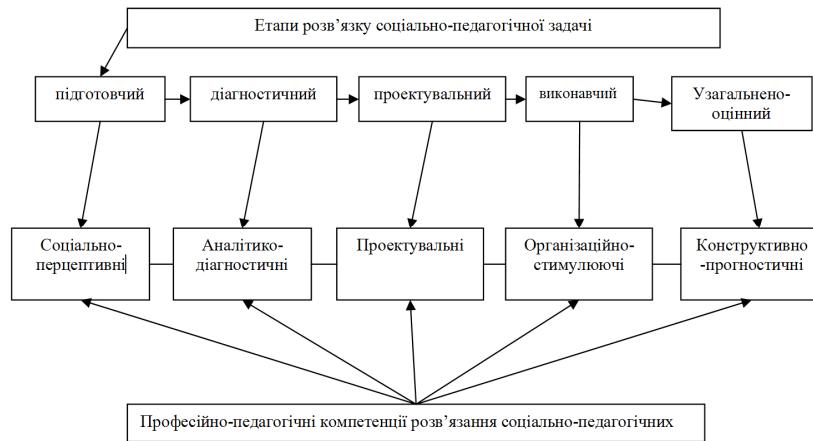 Етапи розв’язку соціально-педагогічної задачі
підготовчий
діагностичний
проектувальний
виконавчий
Узагальнено-
оцінний
Соціально-
перцептивні
Аналітико-
діагностичні
Проектувальні
Організаційно-
стимулюючі
Конструктивно
-прогностичні
Професійно-педагогічні компетенції розв’язання соціально-педагогічних